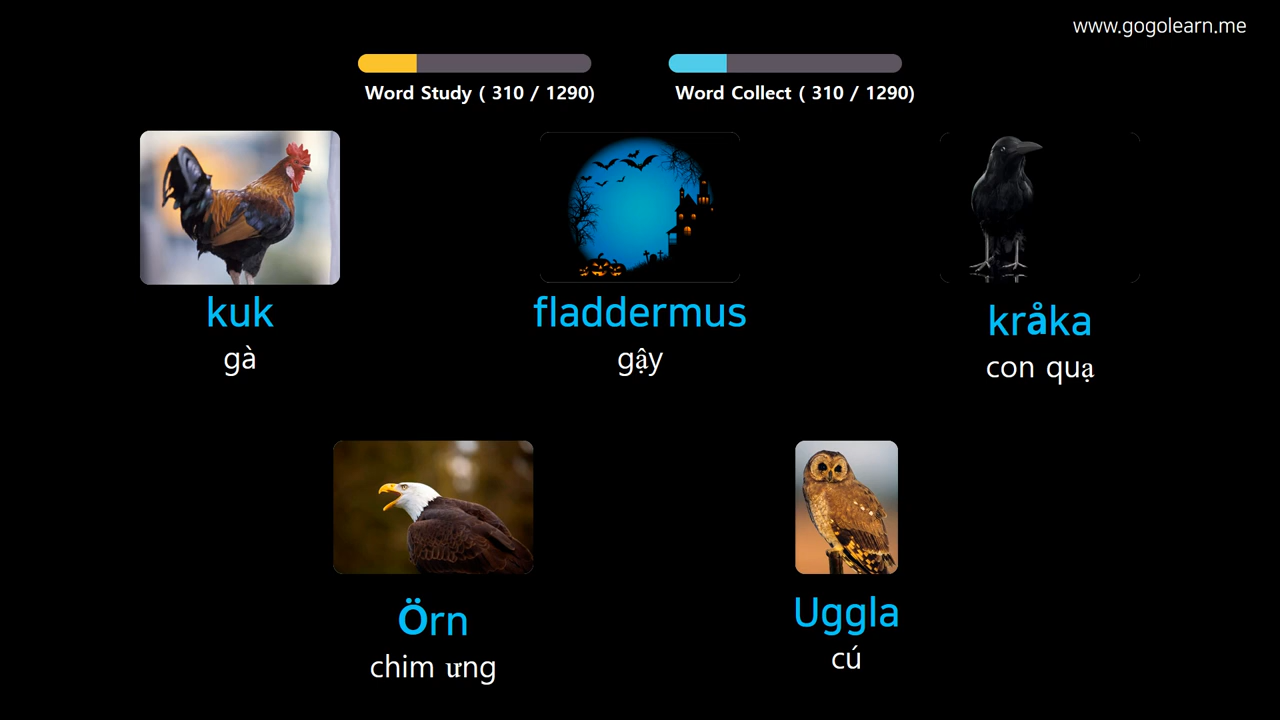 www.gogolearn.me
Word Study ( 310 / 1290)
Word Collect ( 310 / 1290)
kuk
gà
fladdermus
gậy
kråka
con quạ
Örn
chim ưng
Uggla
cú